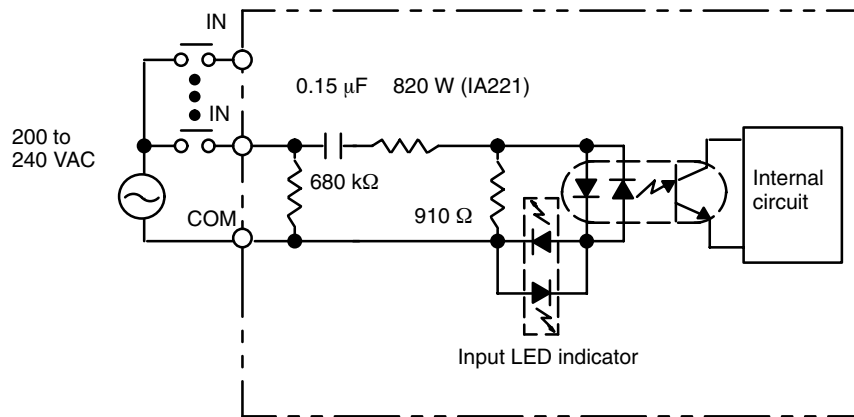 IN
0.15 μF 820 W (IA221)
IN
200 to
240 VAC
680 kΩ
Internal
circuit
COM
910 Ω
Input LED indicator